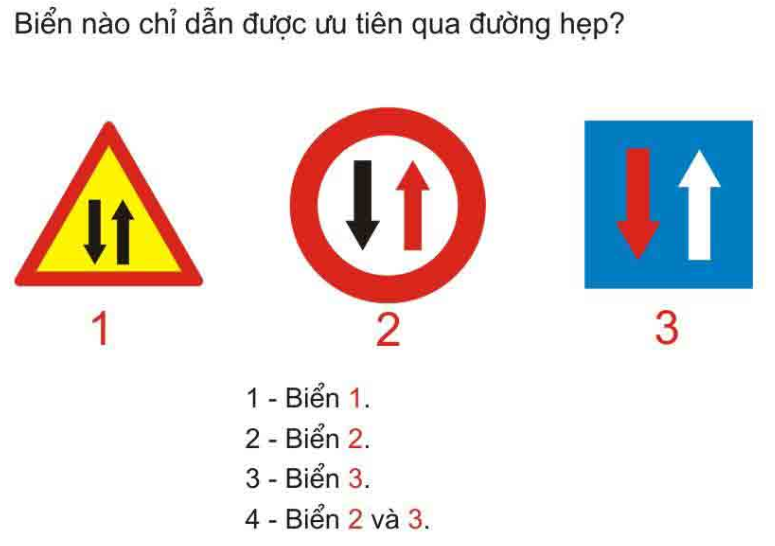 Biển nào chỉ dẫn được ưu tiên qua đường hẹp?
1 2 3
1 - Biển 1.
2 - Biển 2.
3 - Biển 3.
4 - Biển 2 và 3.